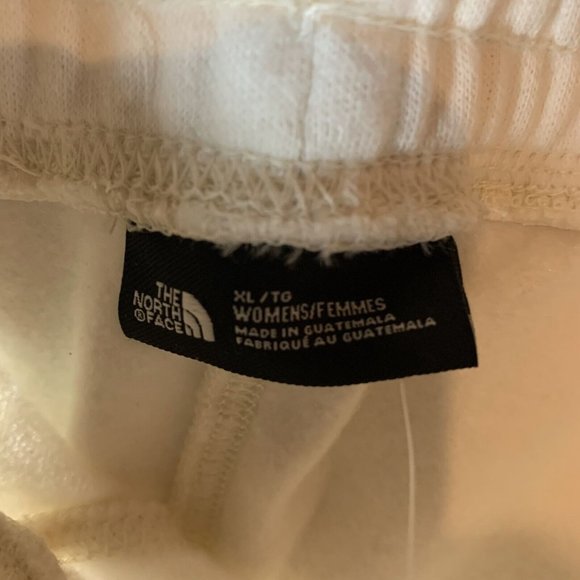 THE
NORTH
FACE
®
XL/TG
WOMENS/FEMMES
MADE IN GUATEMALA
FABRIQUÉ AU GUATEMALA